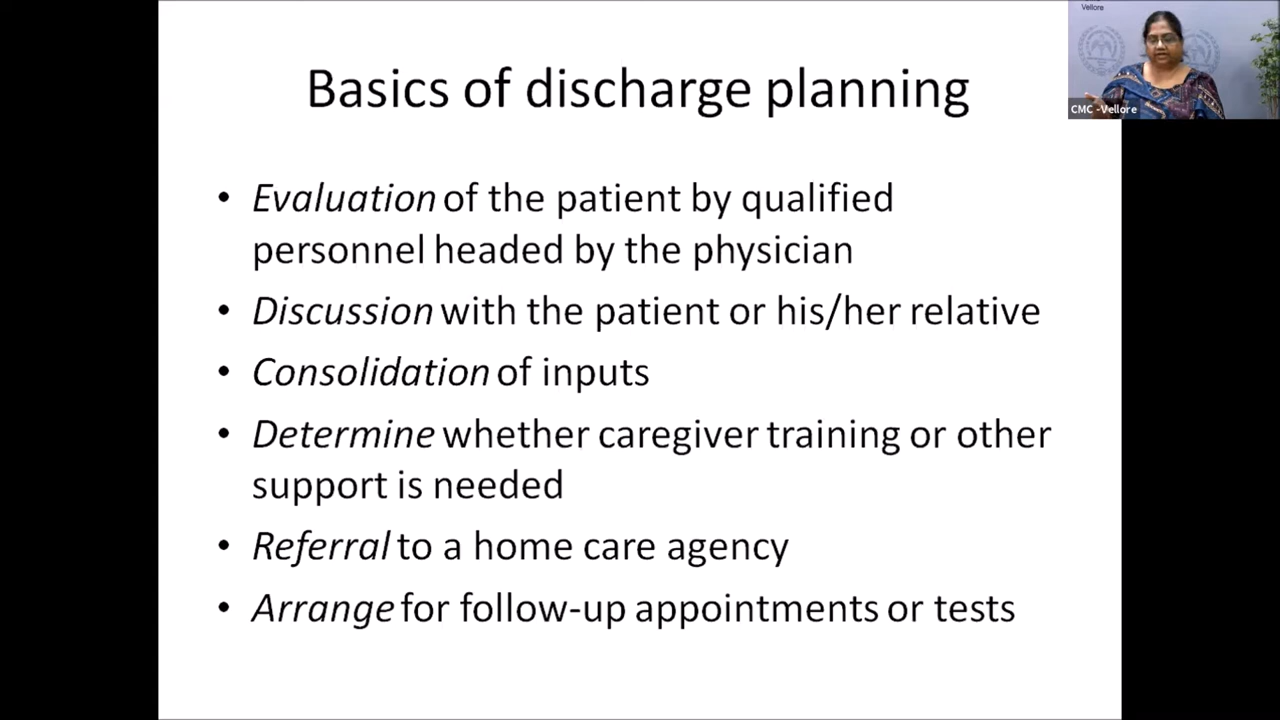 Vellore
CMC -Vellore
Basics of discharge planning
• Evaluation of the patient by qualified
personnel headed by the physician
• Discussion with the patient or his/her relative
• Consolidation of inputs
• Determine whether caregiver training or other
support is needed
• Referral to a home care agency
• Arrange for follow-up appointments or tests